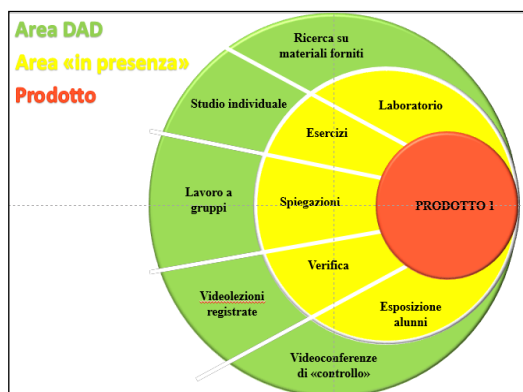 Area DAD
Area «in presenza»
Prodotto
Ricerca su
materiali forniti
Studio individuale
Laboratorio
Esercizi
Lavoro a
gruppi
Spiegazioni
PRODOTTO 1
Verifica
Videolezioni
registrate
Esposizione
alunni
Videoconferenze
di «controllo»